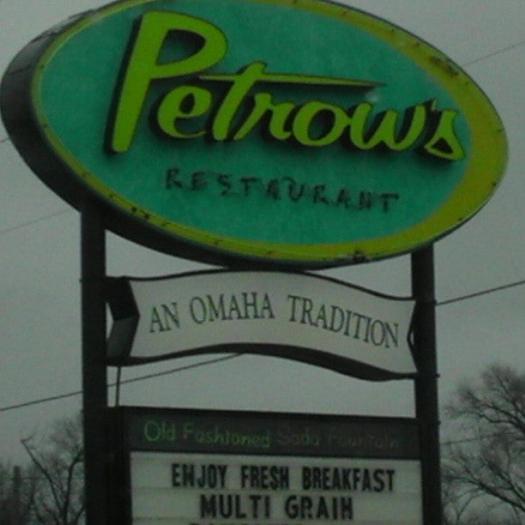 Petrow's
RESTAURANT
AN OMAHA TRADITION
Old Fashioned Soda Fountain
ENJOY FRESH BREAKFAST
MULTI GRAIN